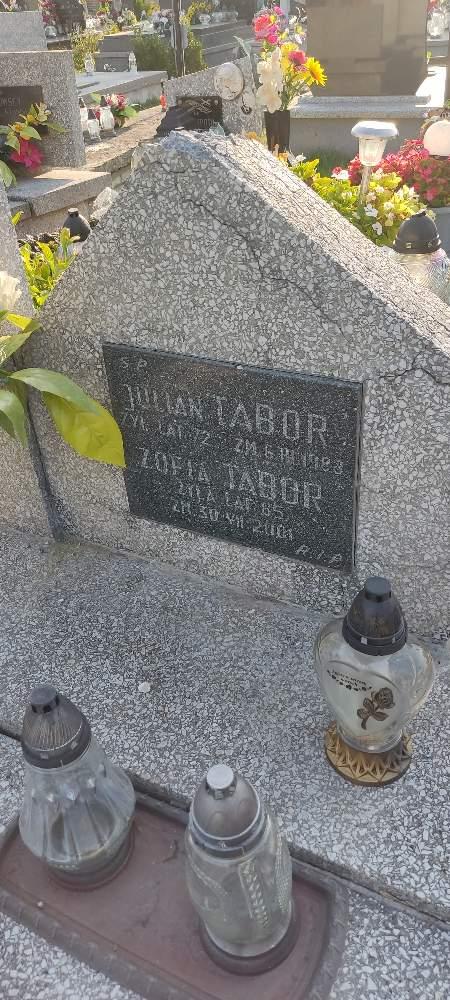 Ś.P.
JULIAN TABOR
ŻYŁ LAT 72 ZM. 6.III.1983
ZOFIA TABOR
ŻYŁA LAT 85
ZM. 30.VII.2001
R.I.P.